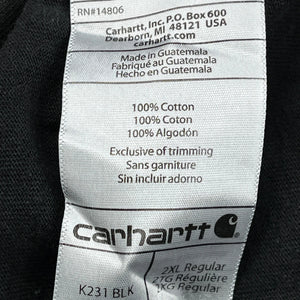 RN#14806
Carhartt, Inc. P.O. Box 600
Dearborn, MI 48121 USA
carhartt.com
Made in Guatemala
Fabriqué au Guatemala
Hecho en Guatemala
100% Cotton
100% Coton
100% Algodón
Exclusive of trimming
Sans garniture
Sin incluir adorno
carhartt
K231 BLK
2XL Regular
2TG Régulière
2XG Regular